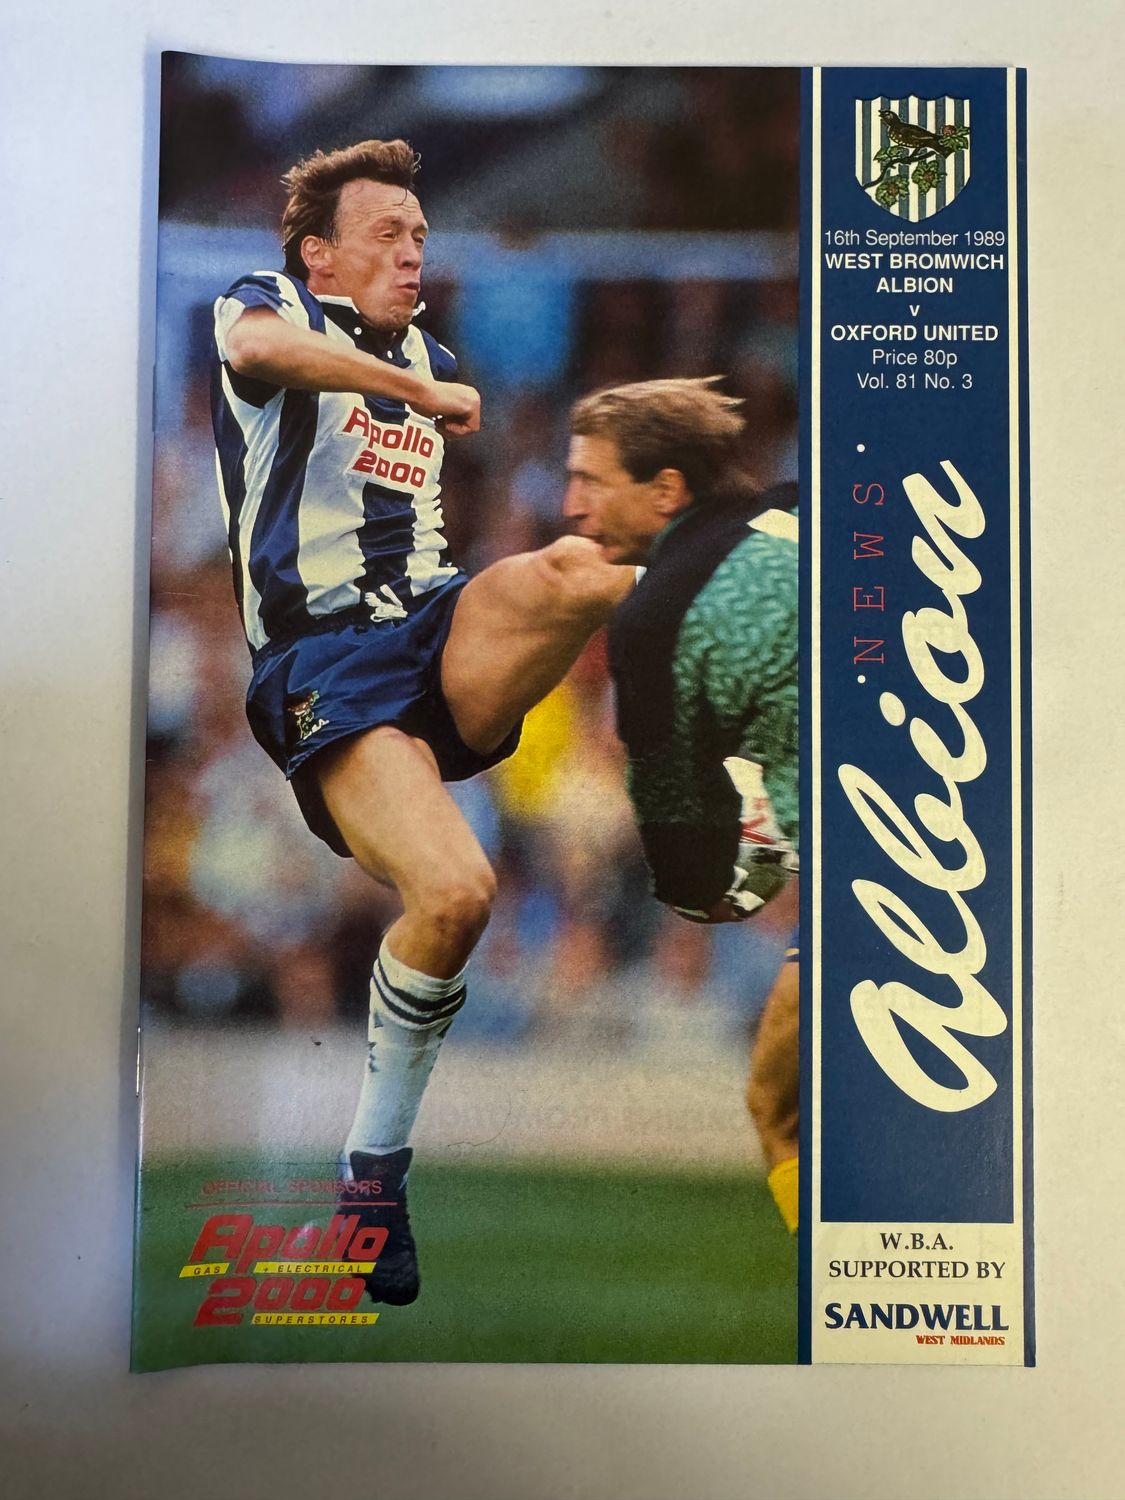 16th September 1989
WEST BROMWICH
ALBION
v
OXFORD UNITED
Price 80p
Vol. 81 No. 3
• NEWS •
albion
Apollo
2000
OFFICIAL SPONSORS
Apollo
GAS + ELECTRICAL
2000
SUPERSTORES
W.B.A.
SUPPORTED BY
SANDWELL
WEST MIDLANDS